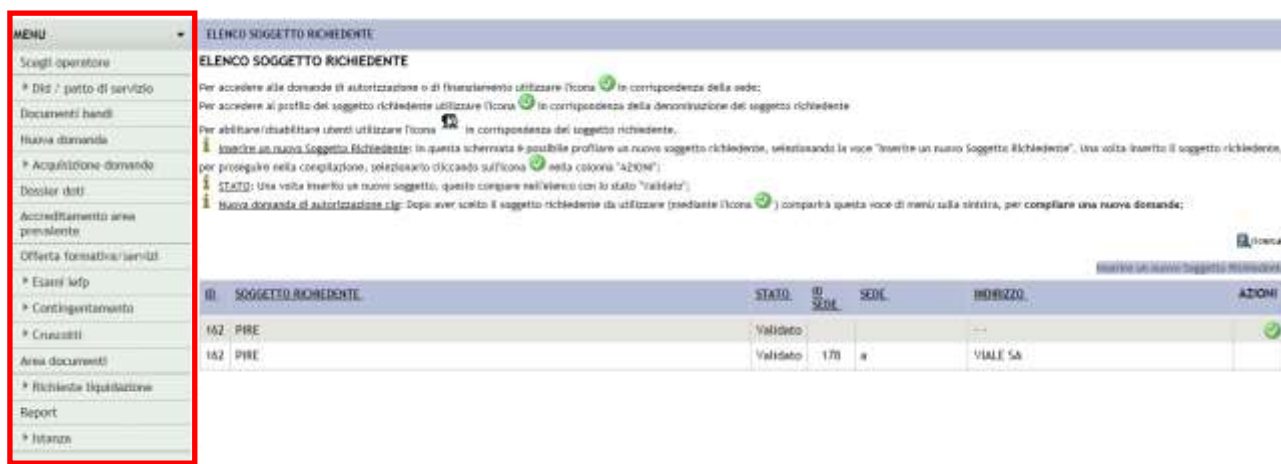 MENU
Scegli operatore
Did / patto di servizio
Documenti bandi
Nuova domanda
Acquisizione domande
Dossier doti
Accreditamento area
prevalente
Offerta formativa/servizi
Esami iefp
Contingentamento
Cruscotti
Area documenti
Richieste liquidazione
Report
Istanze
ELENCO SOGGETTO RICHIEDENTE
ELENCO SOGGETTO RICHIEDENTE
Per accedere alle domande di autorizzazione o di finanziamento utilizzare l'icona in corrispondenza della sede;
Per accedere al profilo del soggetto richiedente utilizzare l'icona in corrispondenza della denominazione del soggetto richiedente
Per abilitare/disabilitare utenti utilizzare l'icona in corrispondenza del soggetto richiedente.
Inserire un nuovo Soggetto Richiedente: In questa schermata è possibile profilare un nuovo soggetto richiedente, selezionando la voce "Inserire un nuovo Soggetto Richiedente". Una volta inserito il soggetto richiedente,
per proseguire nella compilazione, selezionarlo cliccando sull'icona nella colonna "AZIONI";
STATO: Una volta inserito un nuovo soggetto, questo compare nell'elenco con lo stato "Validato";
Nuova domanda di autorizzazione cig: Dopo aver scelto il soggetto richiedente da utilizzare (mediante l'icona ) comparirà questa voce di menù sulla sinistra, per compilare una nuova domanda;
ricerca
Inserire un nuovo Soggetto Richiedente
ID SOGGETTO RICHIEDENTE STATO ID SEDE SEDE INDIRIZZO AZIONI
162 PIRE Validato - -
162 PIRE Validato 178 a VIALE SA